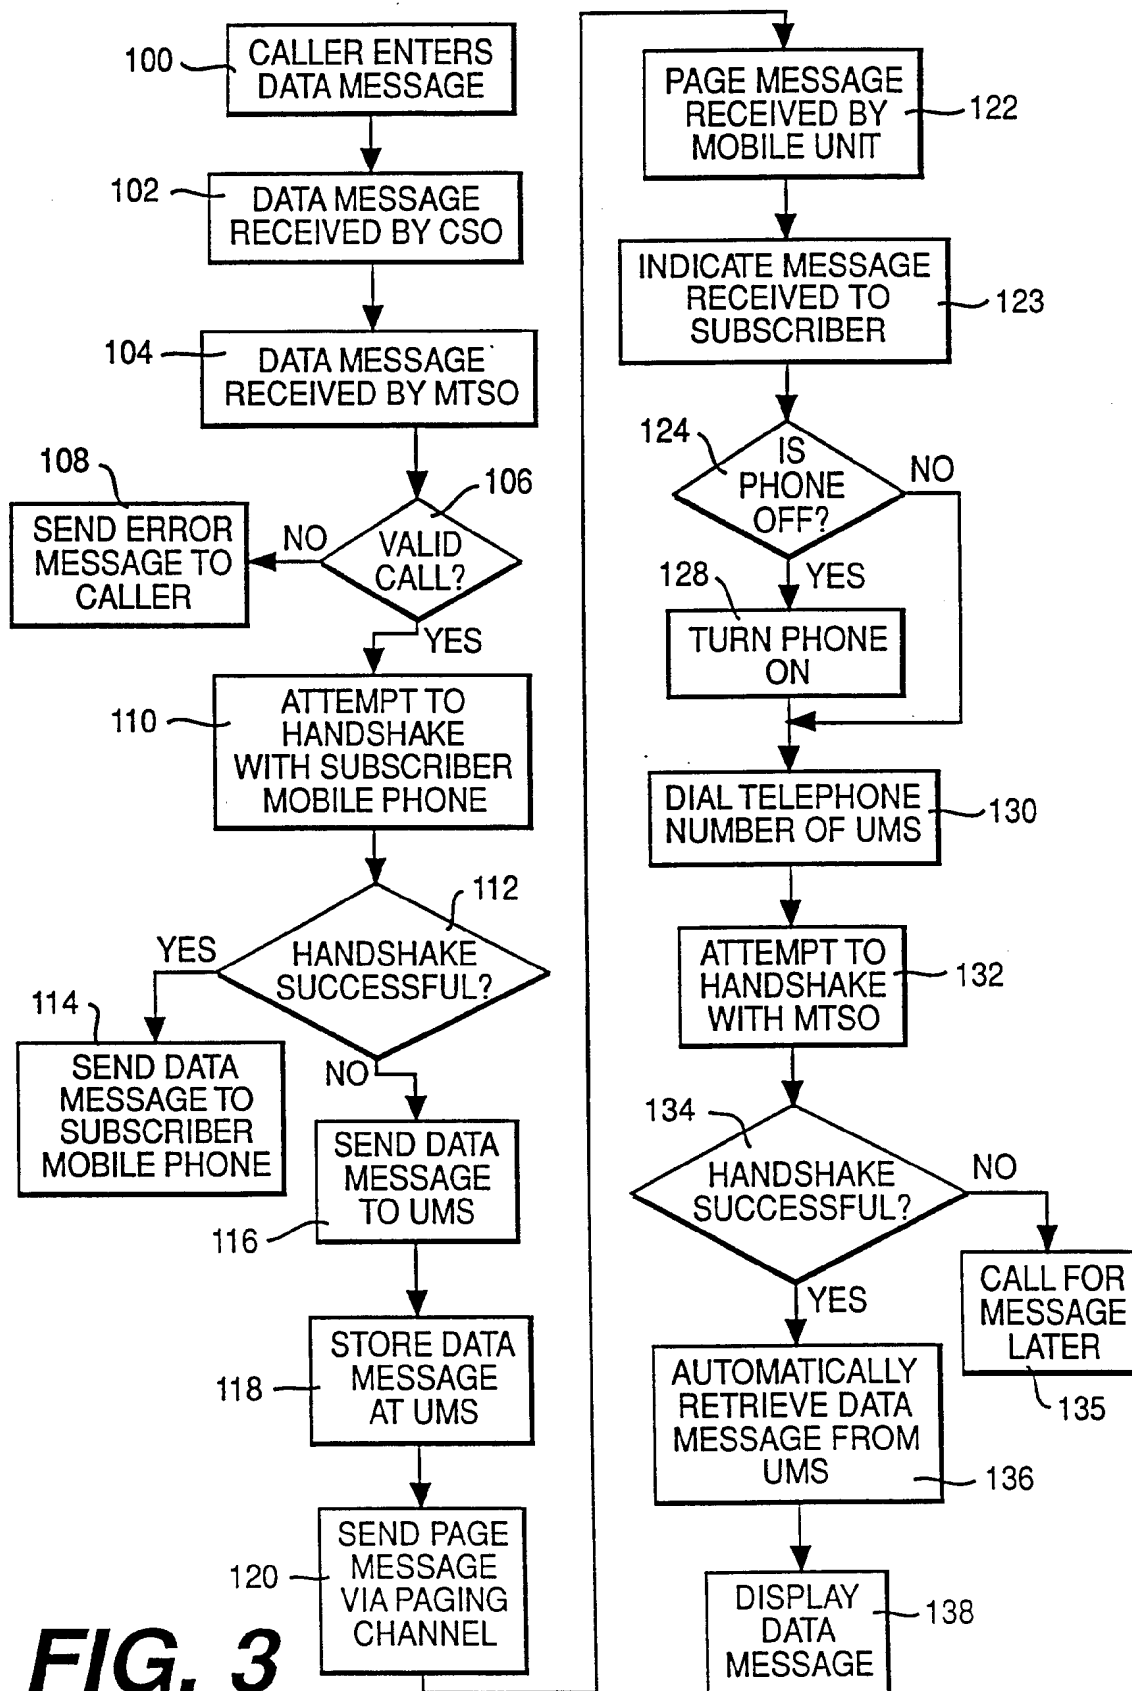 100
CALLER ENTERS
DATA MESSAGE
102
DATA MESSAGE
RECEIVED BY CSO
104
DATA MESSAGE
RECEIVED BY MTSO
106
VALID
CALL?
NO
108
SEND ERROR
MESSAGE TO
CALLER
YES
110
ATTEMPT TO
HANDSHAKE
WITH SUBSCRIBER
MOBILE PHONE
112
HANDSHAKE
SUCCESSFUL?
YES
114
SEND DATA
MESSAGE TO
SUBSCRIBER
MOBILE PHONE
NO
SEND DATA
MESSAGE
TO UMS
116
STORE DATA
MESSAGE
AT UMS
118
SEND PAGE
MESSAGE
VIA PAGING
CHANNEL
120
PAGE MESSAGE
RECEIVED BY
MOBILE UNIT
122
INDICATE MESSAGE
RECEIVED TO
SUBSCRIBER
123
124
IS
PHONE
OFF?
NO
YES
128
TURN PHONE
ON
DIAL TELEPHONE
NUMBER OF UMS
130
ATTEMPT TO
HANDSHAKE
WITH MTSO
132
134
HANDSHAKE
SUCCESSFUL?
NO
CALL FOR
MESSAGE
LATER
135
YES
AUTOMATICALLY
RETRIEVE DATA
MESSAGE FROM
UMS
136
DISPLAY
DATA
MESSAGE
138
FIG. 3